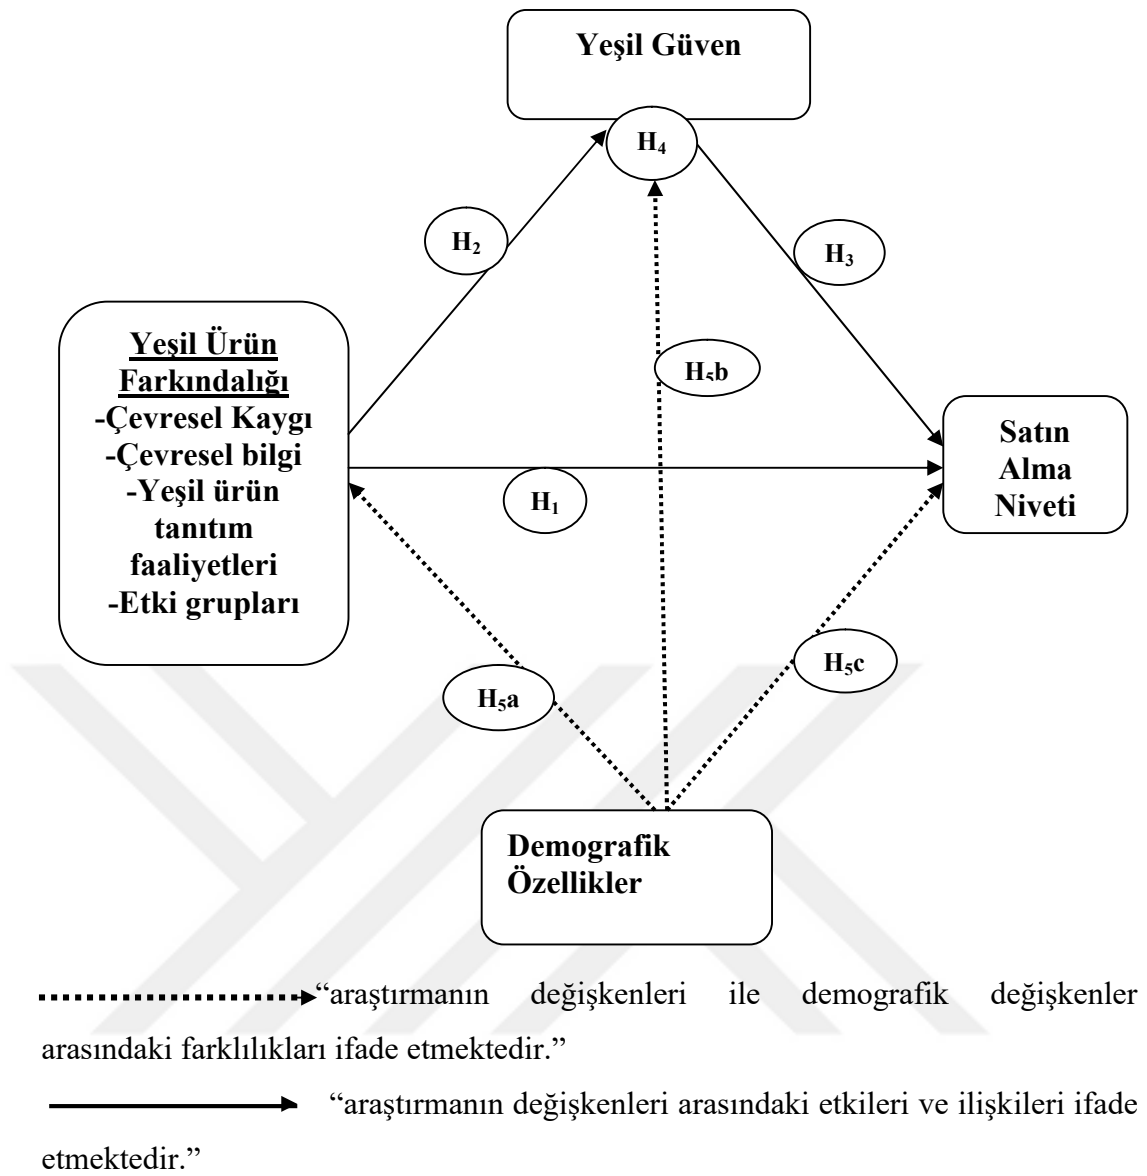 Yeşil Güven
H₄
H₂
H₃
Yeşil Ürün
Farkındalığı
-Çevresel Kaygı
-Çevresel bilgi
-Yeşil ürün
tanıtım
faaliyetleri
-Etki grupları
H₅b
Satın
Alma
Niveti
H₁
H₅c
H₅a
Demografik
Özellikler
“araştırmanın değişkenleri ile demografik değişkenler
arasındaki farklılıkları ifade etmektedir.”
“araştırmanın değişkenleri arasındaki etkileri ve ilişkileri ifade
etmektedir.”